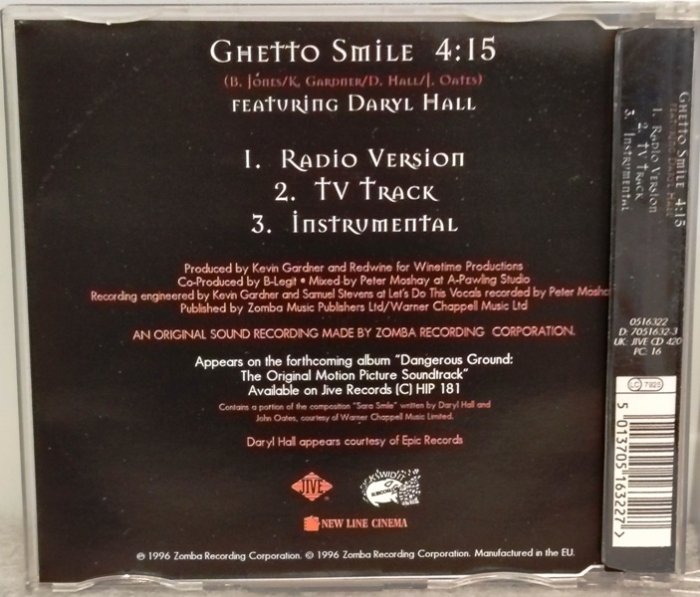 Ghetto Smile 4:15
(B. Jones/K. Gardner/D. Hall/J. Oates)
featuring Daryl Hall
1. Radio Version
2. TV Track
3. Instrumental
Produced by Kevin Gardner and Redwine for Winetime Productions
Co-Produced by B-Legit • Mixed by Peter Moshay at A-Pawling Studio
Recording engineered by Kevin Gardner and Samuel Stevens at Let's Do This Vocals recorded by Peter Mosha
Published by Zomba Music Publishers Ltd/Warner Chappell Music Ltd
AN ORIGINAL SOUND RECORDING MADE BY ZOMBA RECORDING CORPORATION.
Appears on the forthcoming album "Dangerous Ground:
The Original Motion Picture Soundtrack"
Available on Jive Records (C) HIP 181
Contains a portion of the composition "Sara Smile" written by Daryl Hall and
John Oates, courtesy of Warner Chappell Music Limited.
Daryl Hall appears courtesy of Epic Records
JIVE
NEW LINE CINEMA
℗ 1996 Zomba Recording Corporation. © 1996 Zomba Recording Corporation. Manufactured in the EU.
Ghetto Smile 4:15
featuring Daryl Hall
1. Radio Version
2. TV Track
3. Instrumental
0516322
D: 7051632-3
UK: JIVE CD 420
PC: 16
LC 7925
5 013705 163227 >